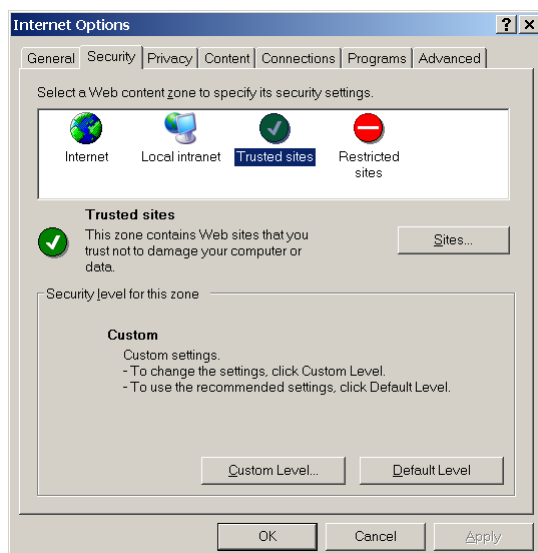 Internet Options
General Security Privacy Content Connections Programs Advanced
Select a Web content zone to specify its security settings.
Internet Local intranet Trusted sites Restricted
sites
Trusted sites
This zone contains Web sites that you
trust not to damage your computer or
data.
Sites...
Security level for this zone
Custom
Custom settings.
- To change the settings, click Custom Level.
- To use the recommended settings, click Default Level.
Custom Level... Default Level
OK Cancel Apply